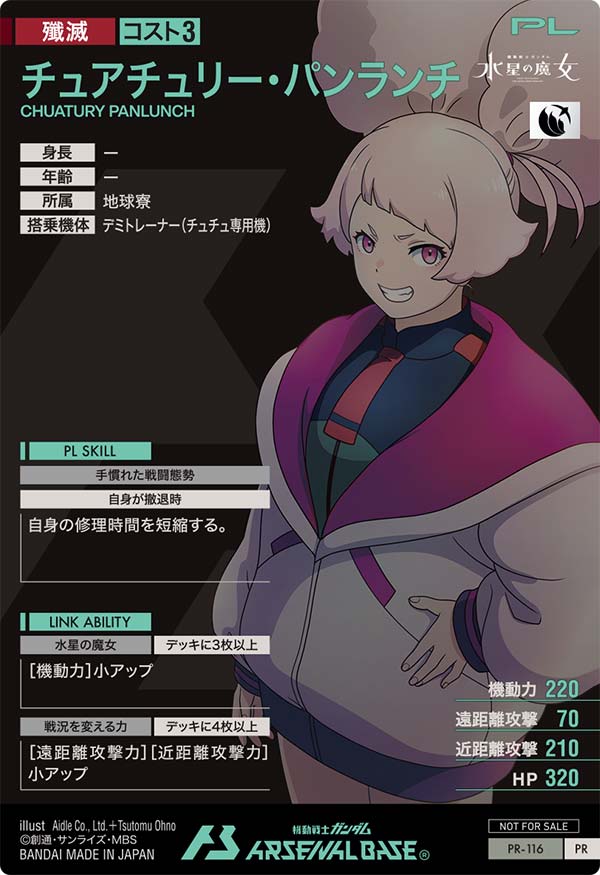 殲滅 コスト3
PL
チュアチュリー・パンランチ
CHUATURY PANLUNCH
水星の魔女
身長 ー
年齢 ー
所属 地球寮
搭乗機体 デミトレーナー(チュチュ専用機)
PL SKILL
手慣れた戦闘態勢
自身が撤退時
自身の修理時間を短縮する。
LINK ABILITY
水星の魔女 デッキに3枚以上
[機動力]小アップ
戦況を変える力 デッキに4枚以上
[遠距離攻撃力][近距離攻撃力]
小アップ
機動力 220
遠距離攻撃 70
近距離攻撃 210
HP 320
illust Aidle Co., Ltd.+Tsutomu Ohno
©創通・サンライズ・MBS
BANDAI MADE IN JAPAN
機動戦士ガンダム
ARSENAL BASE®
NOT FOR SALE
PR-116 PR